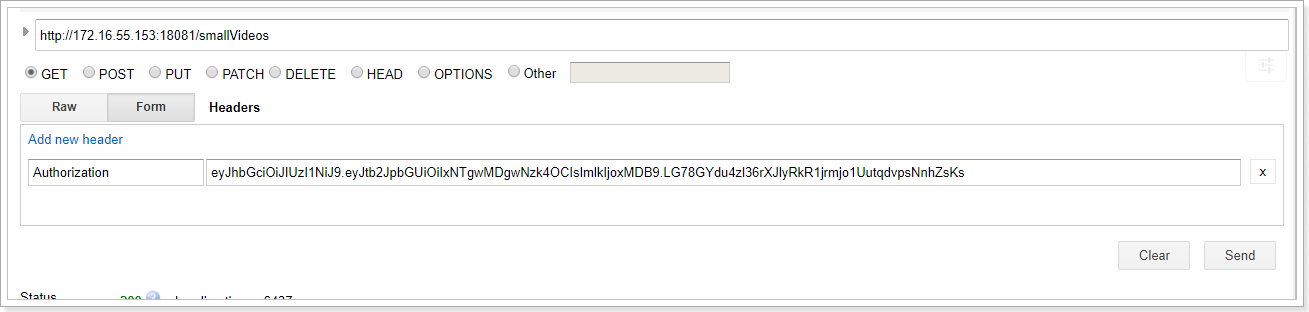 http://172.16.55.153:18081/smallVideos
GET POST PUT PATCH DELETE HEAD OPTIONS Other
Raw Form Headers
Add new header
Authorization eyJhbGciOiJIUzI1NiJ9.eyJtb2JpbGUiOiIxNTgwMDgwNzk4OCIsImlkIjoxMDB9.LG78GYdu4zI36rXJlyRkR1jrmjo1UutqdvpsNnhZsKs x
Clear Send
Status